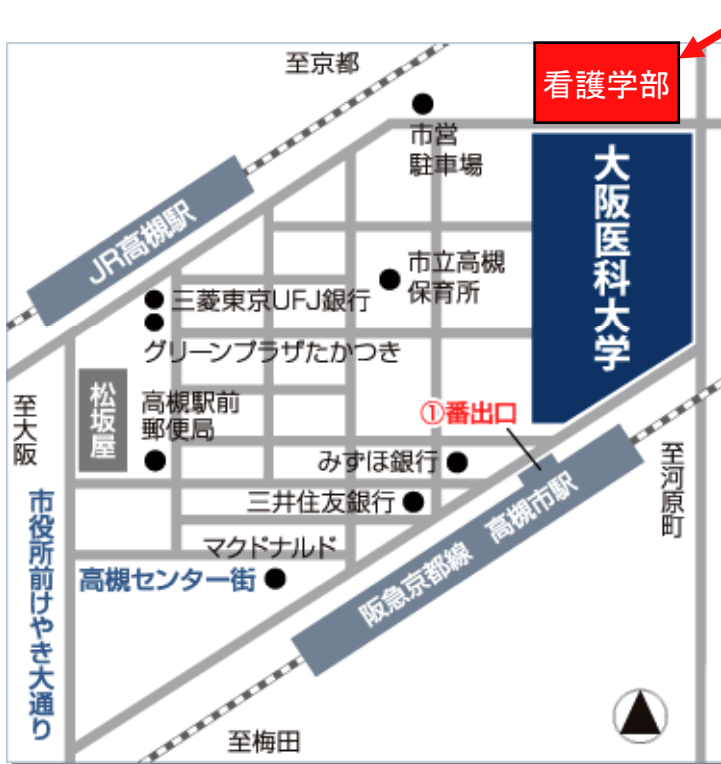 至京都
看護学部
市営
駐車場
大阪医科大学
JR高槻駅
市立高槻
保育所
三菱東京UFJ銀行
グリーンプラザたかつき
松坂屋
高槻駅前
郵便局
①番出口
至大阪
みずほ銀行
至河原町
三井住友銀行
市役所前けやき大通り
マクドナルド
高槻センター街
阪急京都線 高槻市駅
至梅田